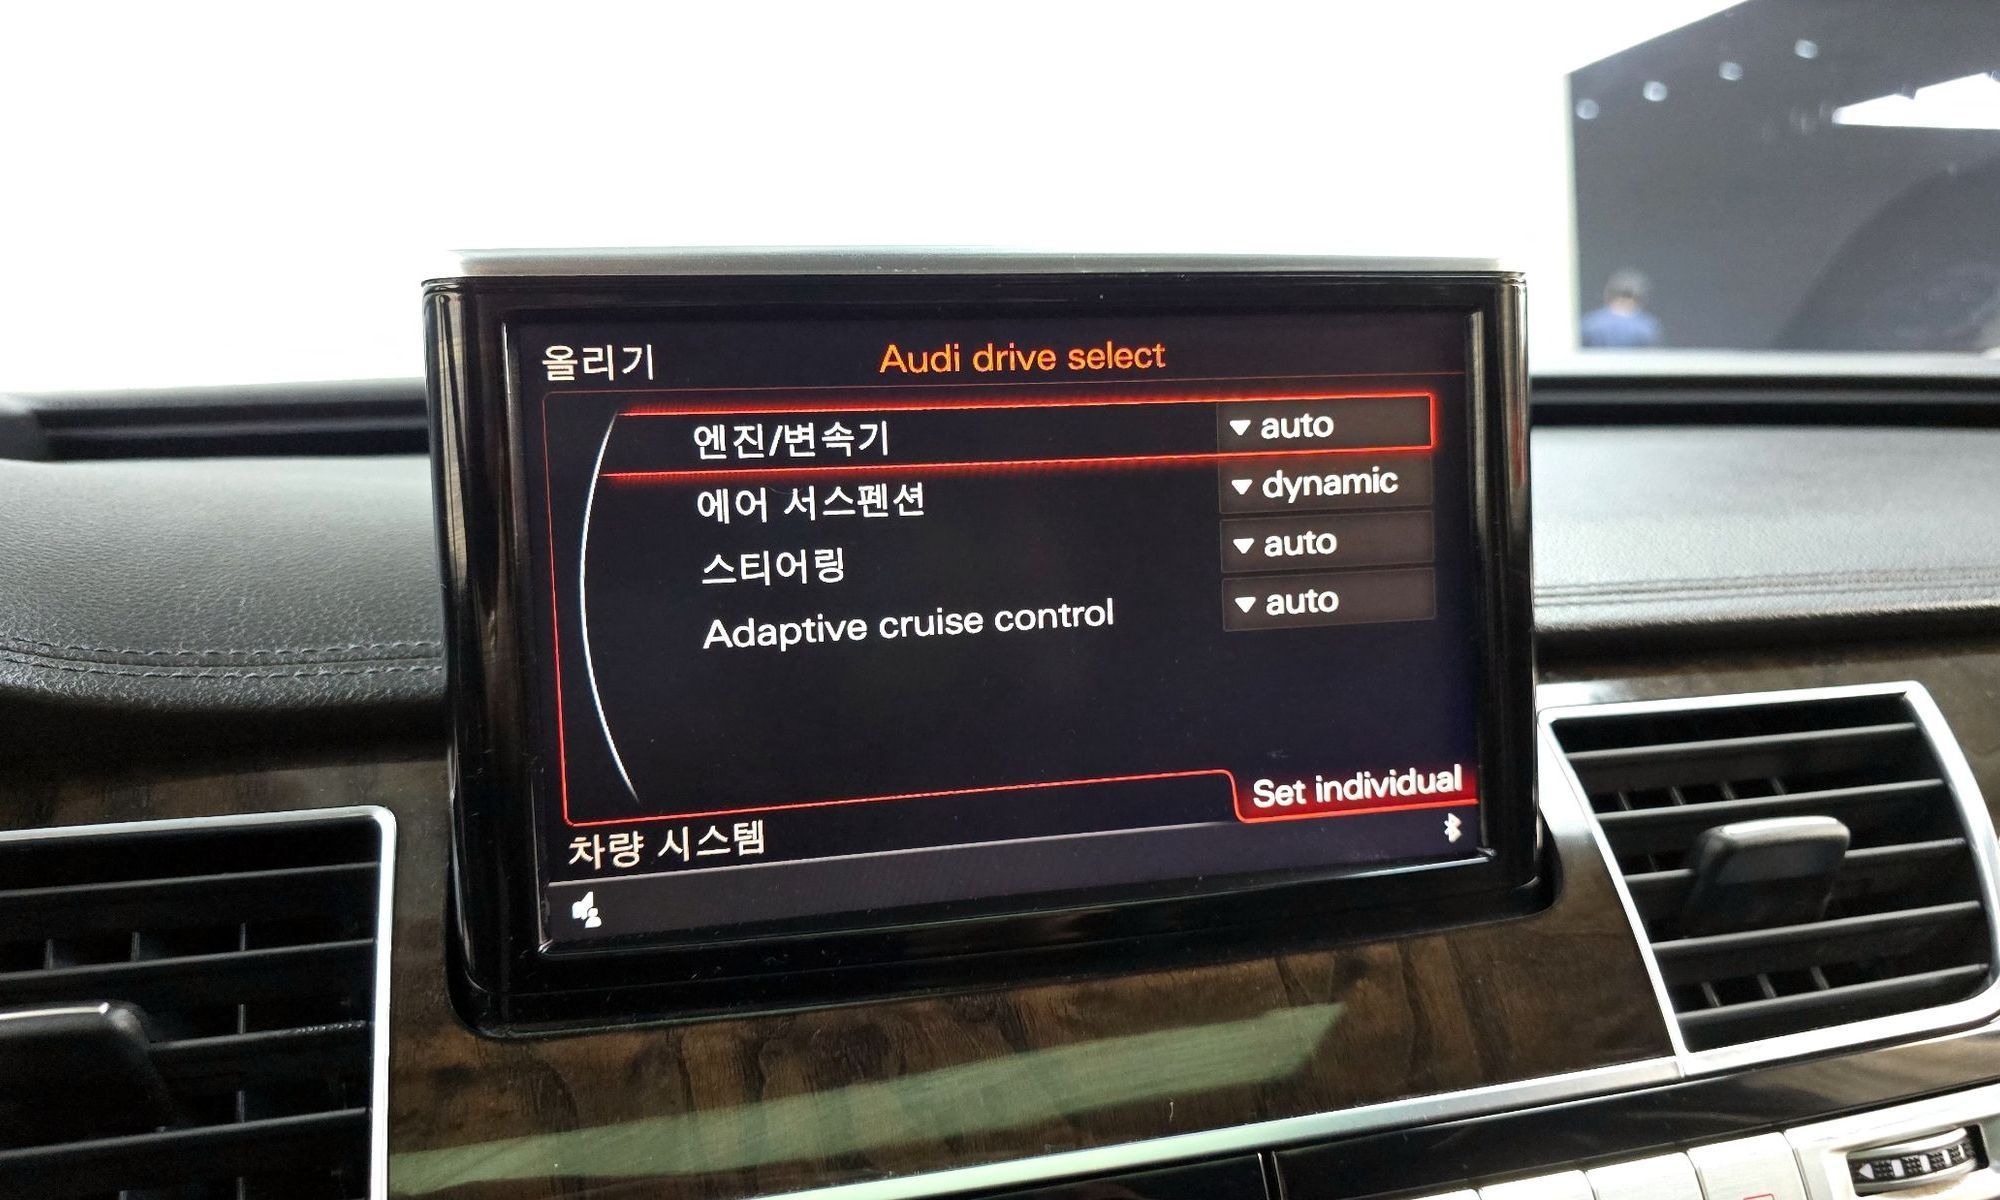 올리기
Audi drive select
엔진/변속기 auto
에어 서스펜션 dynamic
스티어링 auto
Adaptive cruise control auto
Set individual
차량 시스템